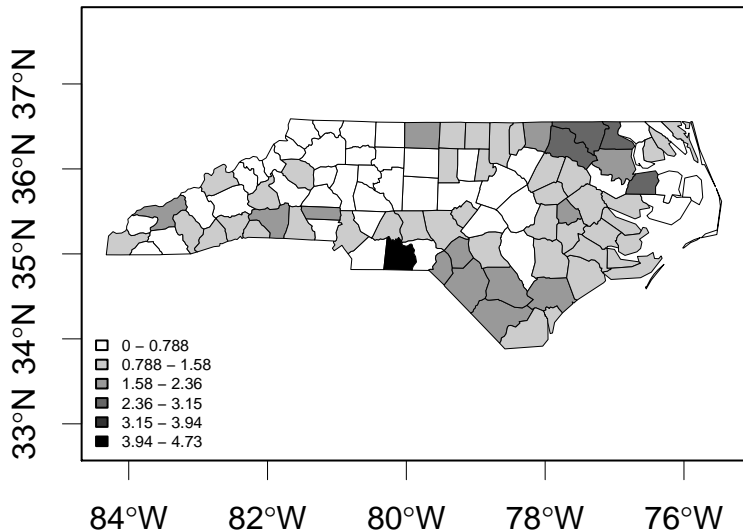 37°N
36°N
35°N
34°N
33°N
0 – 0.788
0.788 – 1.58
1.58 – 2.36
2.36 – 3.15
3.15 – 3.94
3.94 – 4.73
84°W 82°W 80°W 78°W 76°W